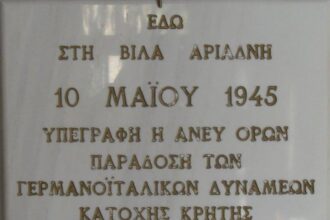 ΕΔΩ
ΣΤΗ ΒΙΛΑ ΑΡΙΑΔΝΗ
10 ΜΑΪΟΥ 1945
ΥΠΕΓΡΑΦΗ Η ΑΝΕΥ ΟΡΩΝ
ΠΑΡΑΔΟΣΗ ΤΩΝ
ΓΕΡΜΑΝΟΪΤΑΛΙΚΩΝ ΔΥΝΑΜΕΩΝ
ΚΑΤΟΧΗΣ ΚΡΗΤΗΣ